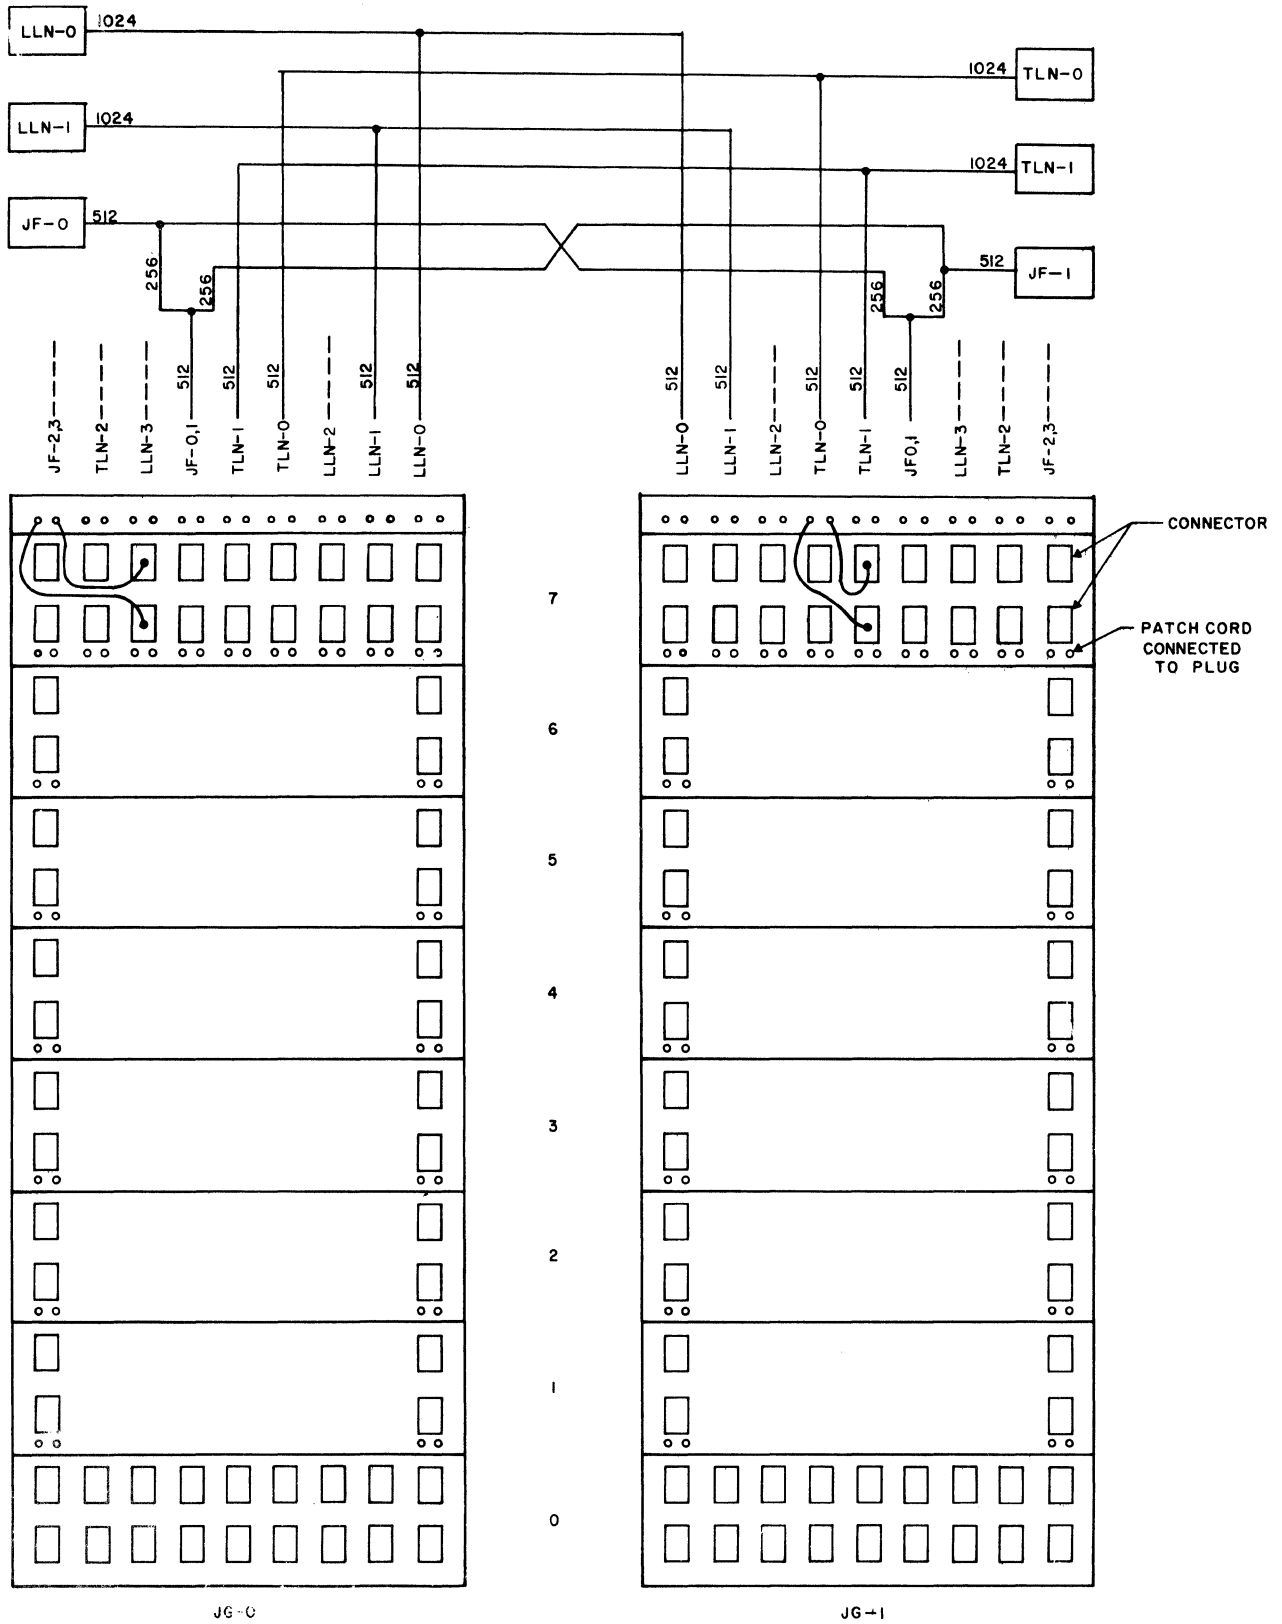 LLN-0
1024
1024
TLN-0
LLN-1
1024
1024
TLN-1
JF-0
512
512
JF-1
256
256
256
256
512
512
512
512
512
512
512
512
512
512
JF-2,3
TLN-2
LLN-3
JF-0,1
TLN-1
TLN-0
LLN-2
LLN-1
LLN-0
LLN-0
LLN-1
LLN-2
TLN-0
TLN-1
JF0,1
LLN-3
TLN-2
JF-2,3
CONNECTOR
7
PATCH CORD
CONNECTED
TO PLUG
6
5
4
3
2
1
0
JG-0
JG-1